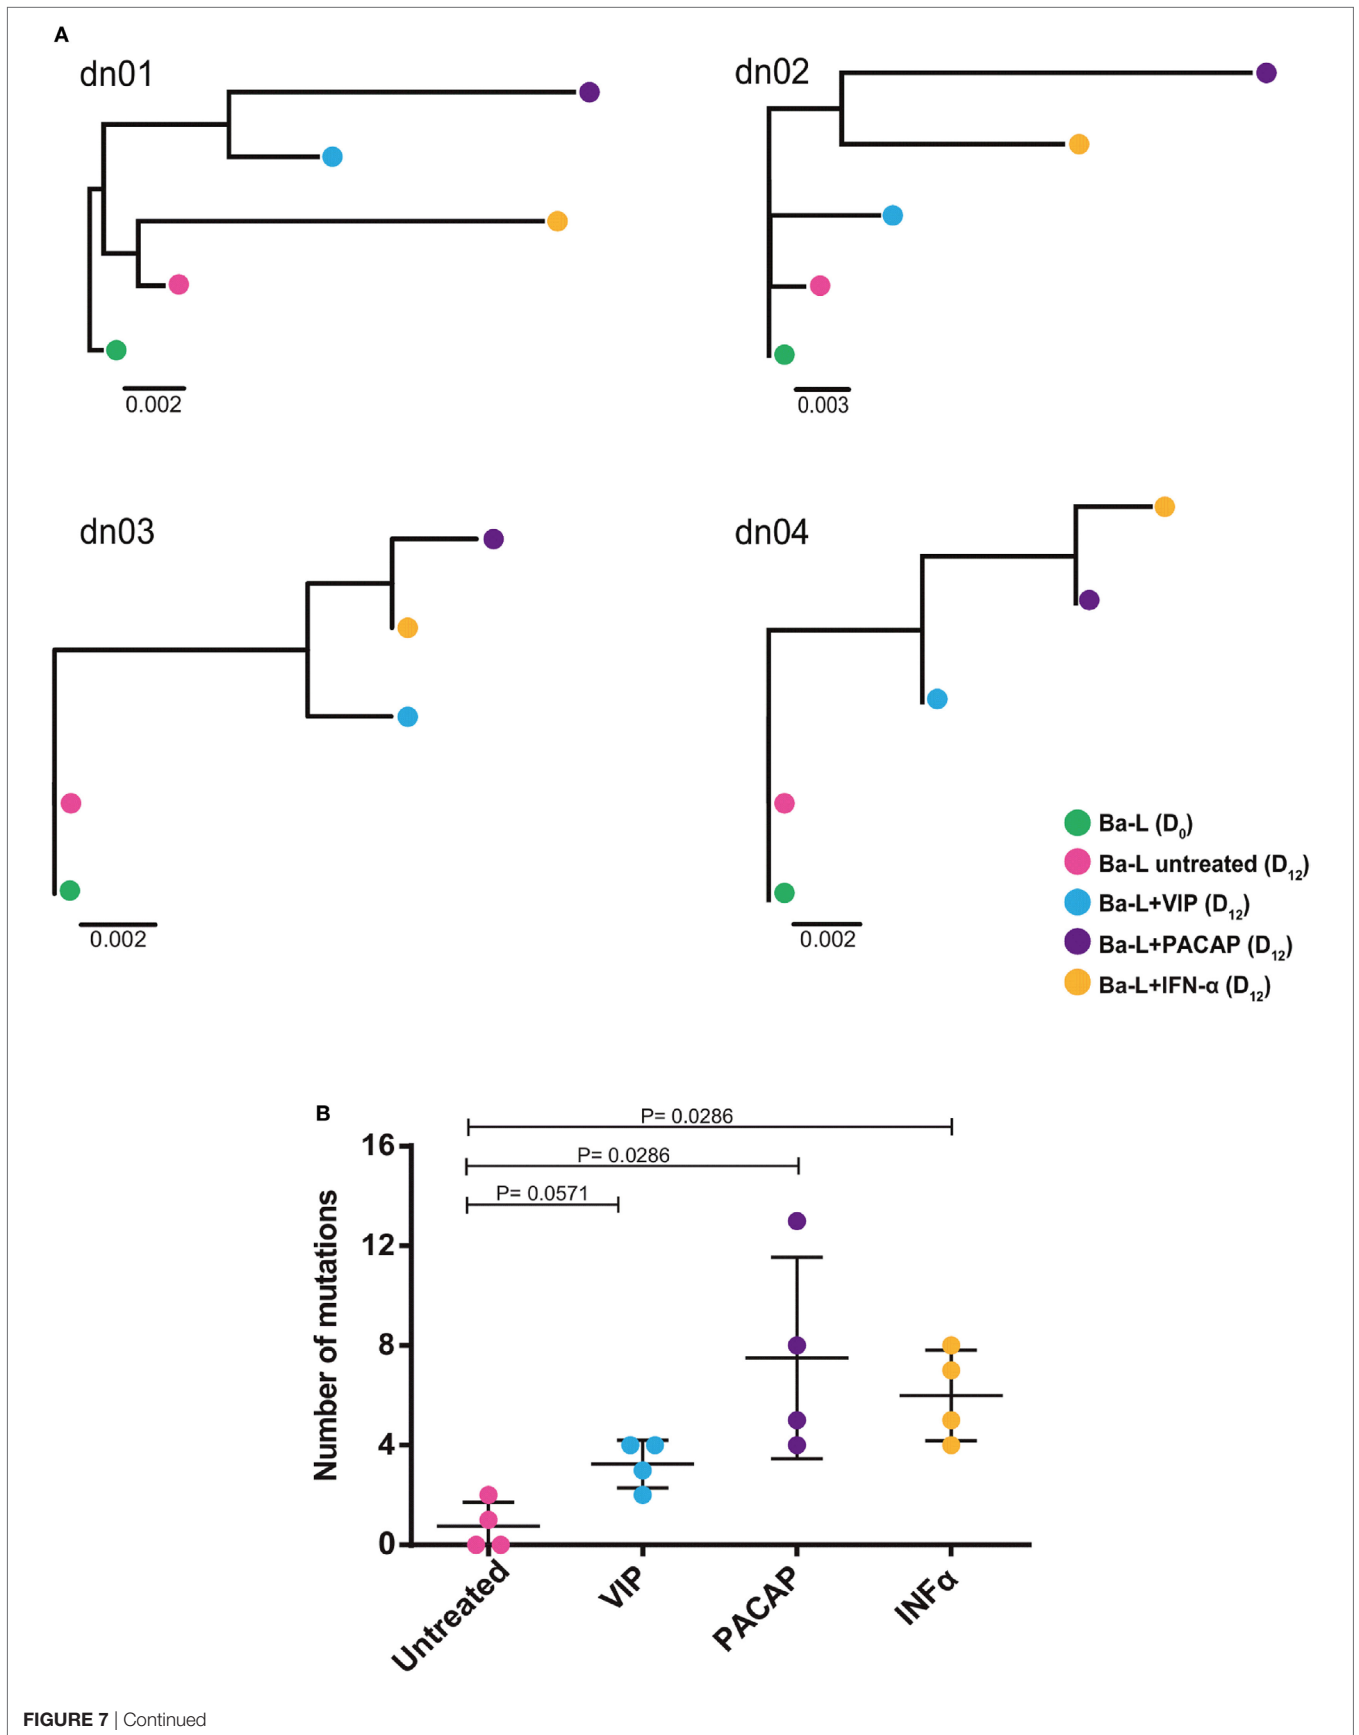 A
dn01
dn02
0.002
0.003
dn03
dn04
0.002
0.002
Ba-L (D0)
Ba-L untreated (D12)
Ba-L+VIP (D12)
Ba-L+PACAP (D12)
Ba-L+IFN-α (D12)
B
P= 0.0286
P= 0.0286
P= 0.0571
Number of mutations
16
12
8
4
0
Untreated
VIP
PACAP
INFα
FIGURE 7 | Continued